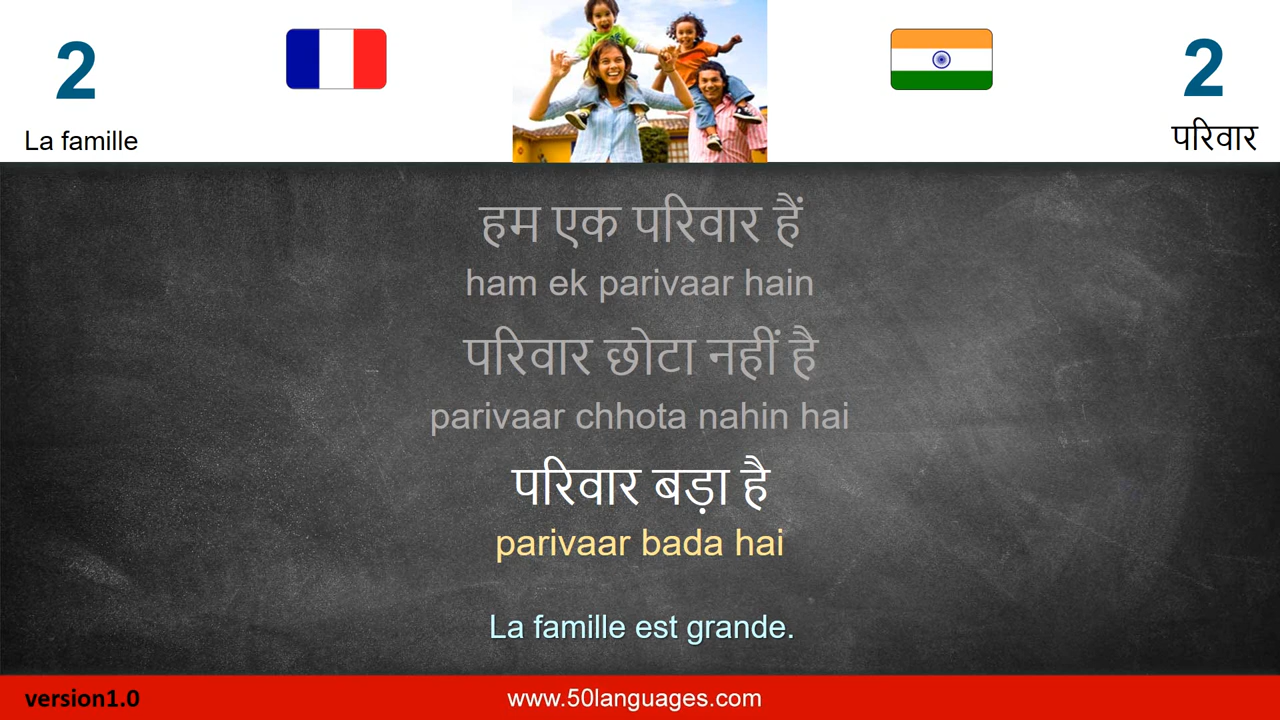 2
La famille
2
परिवार
हम एक परिवार हैं
ham ek parivaar hain
परिवार छोटा नहीं है
parivaar chhota nahin hai
परिवार बड़ा है
parivaar bada hai
La famille est grande.
version1.0
www.50languages.com